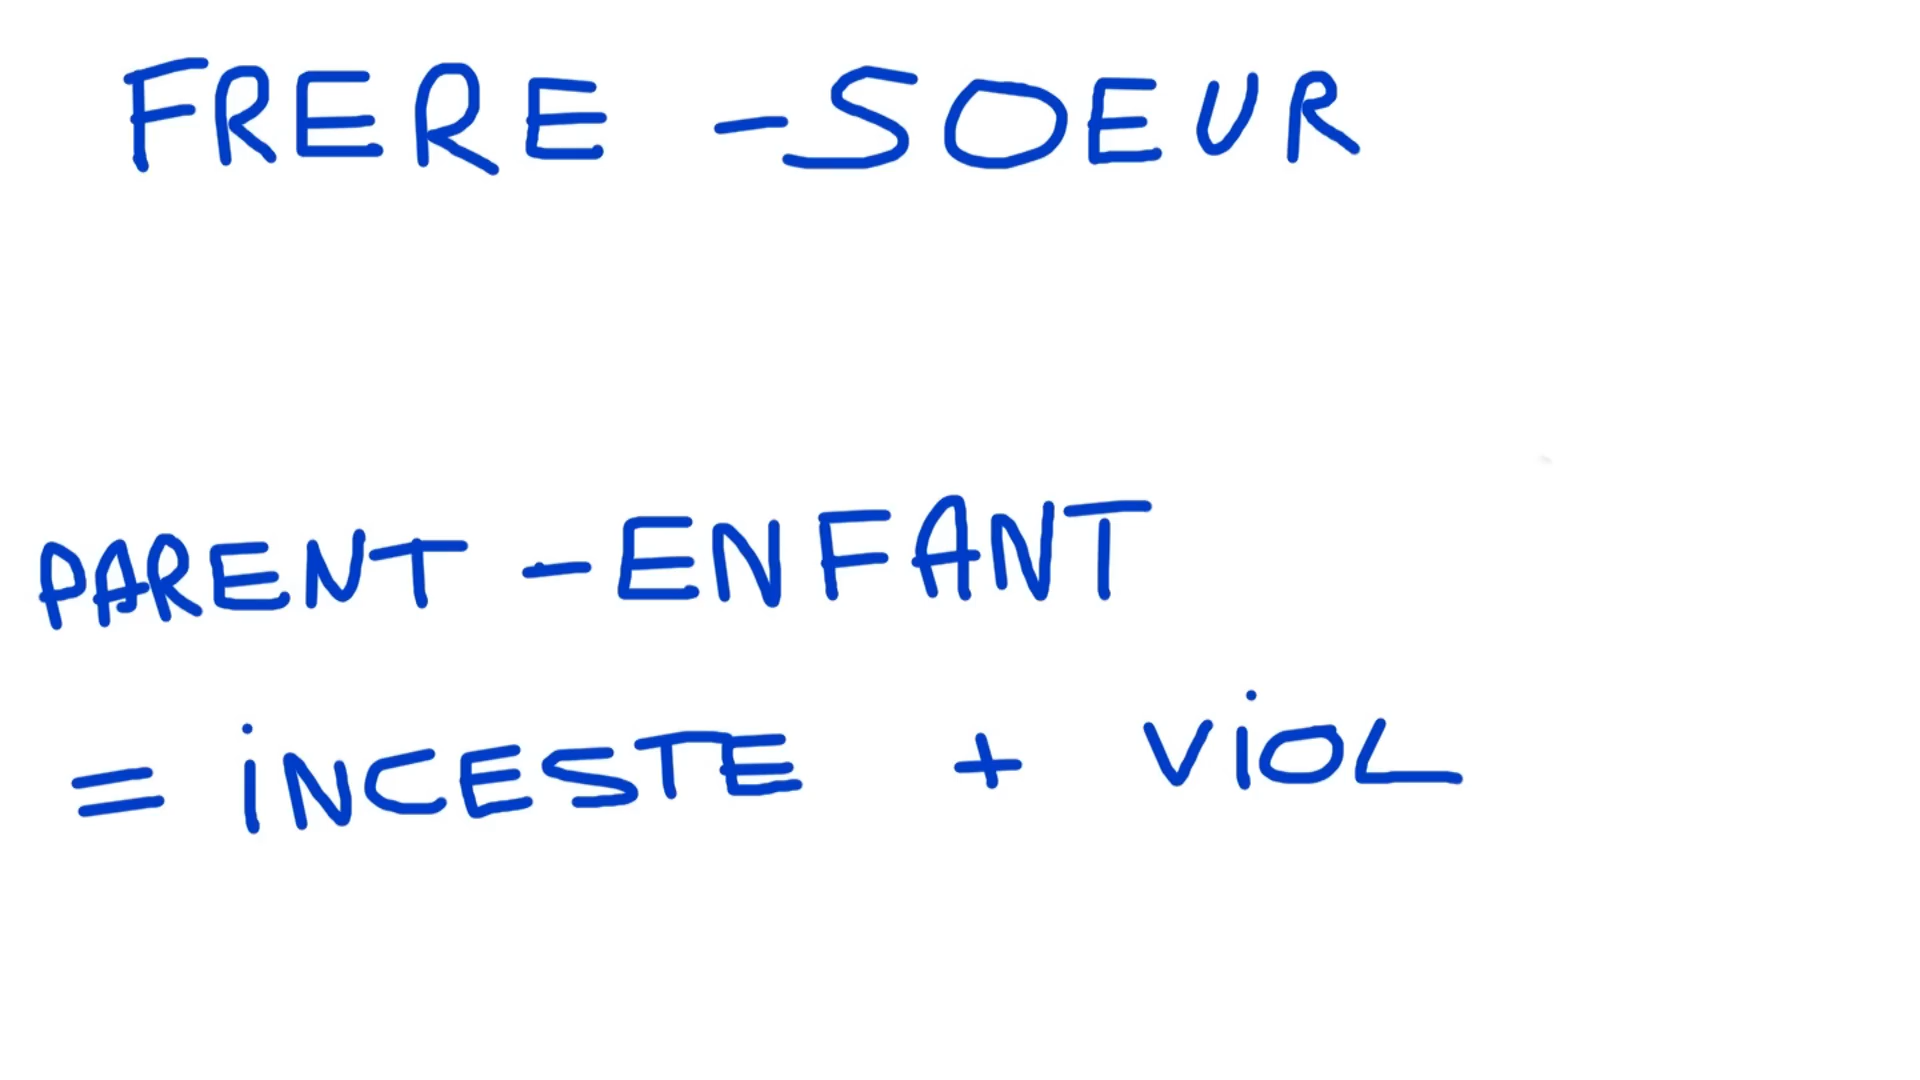 FRERE - SOEUR
PARENT - ENFANT
= iNCESTE + ViOL